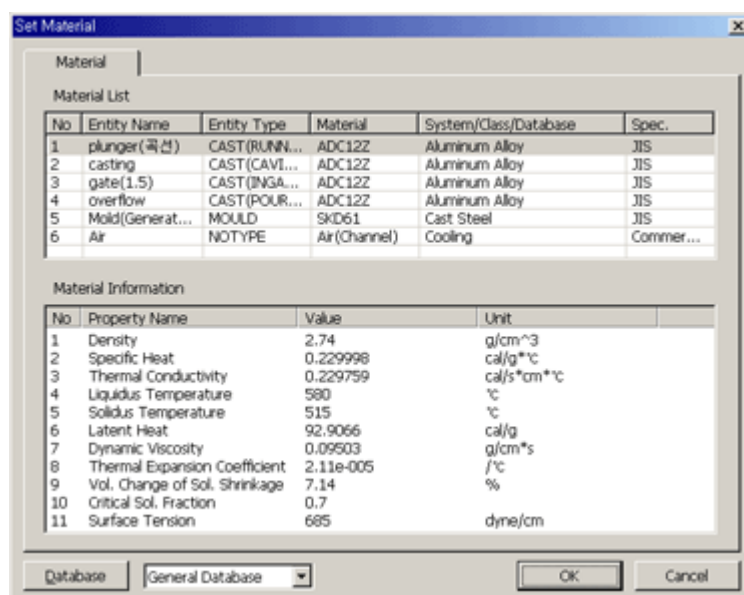 Set Material
Material
Material List
No Entity Name Entity Type Material System/Class/Database Spec.
1 plunger(곡선) CAST(RUNN... ADC12Z Aluminum Alloy JIS
2 casting CAST(CAVI... ADC12Z Aluminum Alloy JIS
3 gate(1.5) CAST(INGA... ADC12Z Aluminum Alloy JIS
4 overflow CAST(POUR... ADC12Z Aluminum Alloy JIS
5 Mold(Generat... MOULD SKD61 Cast Steel JIS
6 Air NOTYPE Air(Channel) Cooling Commer...
Material Information
No Property Name Value Unit
1 Density 2.74 g/cm^3
2 Specific Heat 0.229998 cal/g*℃
3 Thermal Conductivity 0.229759 cal/s*cm*℃
4 Liquidus Temperature 580 ℃
5 Solidus Temperature 515 ℃
6 Latent Heat 92.9066 cal/g
7 Dynamic Viscosity 0.09503 g/cm*s
8 Thermal Expansion Coefficient 2.11e-005 /℃
9 Vol. Change of Sol. Shrinkage 7.14 %
10 Critical Sol. Fraction 0.7
11 Surface Tension 685 dyne/cm
Database General Database OK Cancel